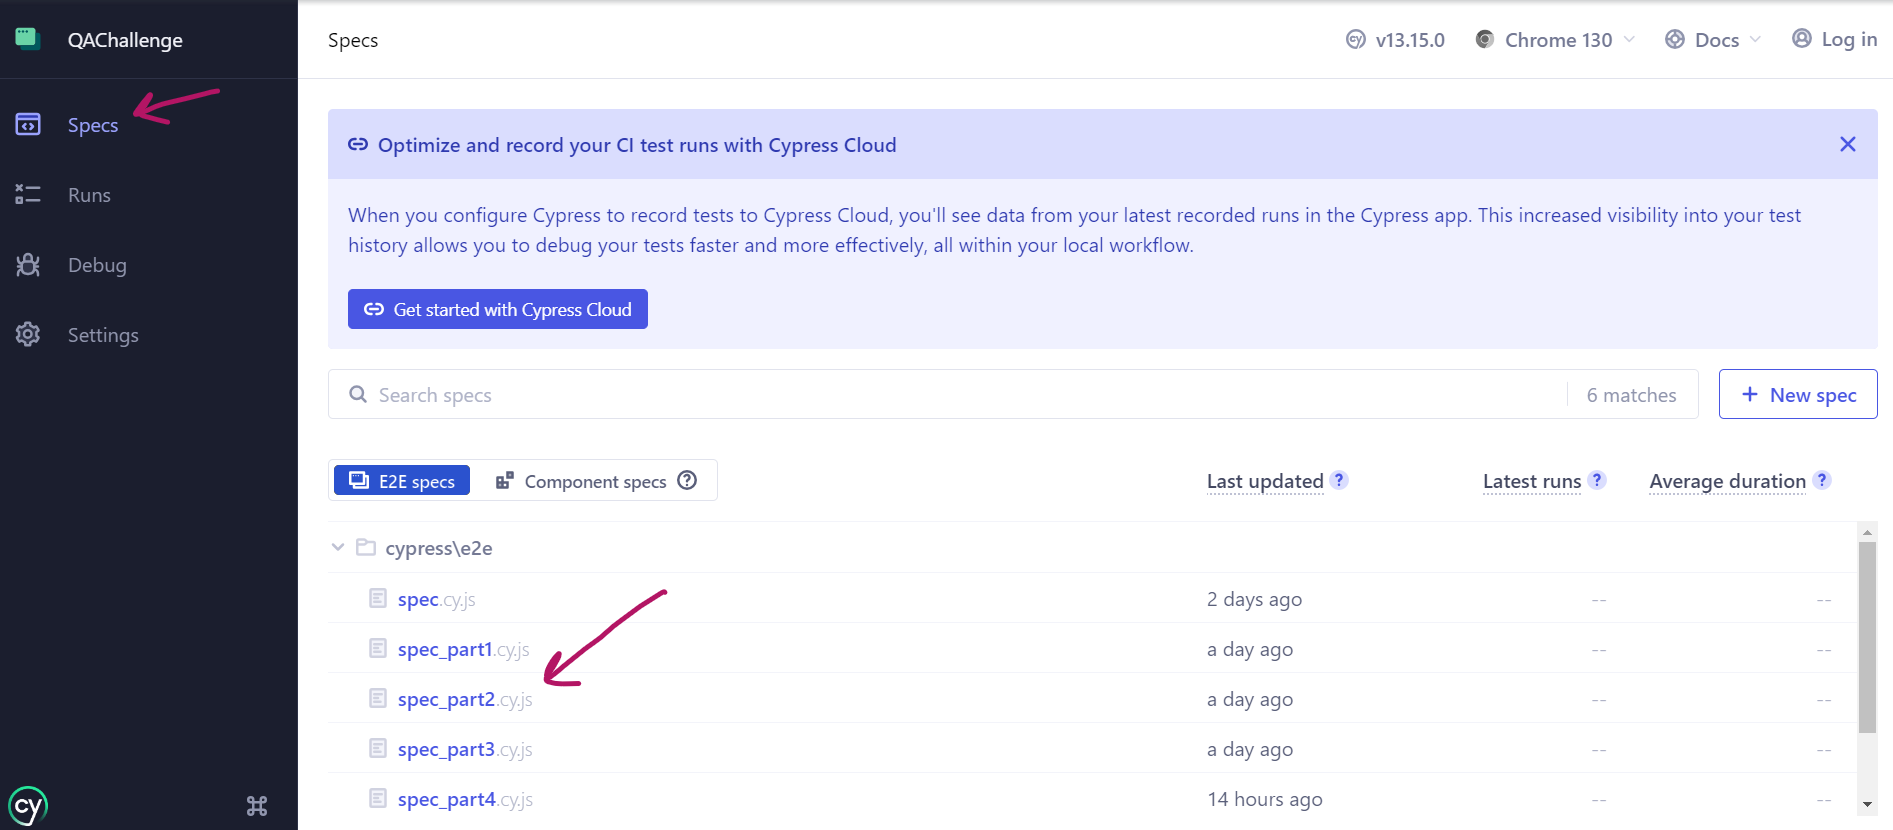 QAChallenge
Specs
Runs
Debug
Settings
cy
Specs
cy v13.15.0 Chrome 130 Docs Log in
Optimize and record your CI test runs with Cypress Cloud
When you configure Cypress to record tests to Cypress Cloud, you'll see data from your latest recorded runs in the Cypress app. This increased visibility into your test
history allows you to debug your tests faster and more effectively, all within your local workflow.
Get started with Cypress Cloud
Search specs 6 matches + New spec
E2E specs Component specs ? Last updated ? Latest runs ? Average duration ?
cypress\e2e
spec.cy.js 2 days ago -- --
spec_part1.cy.js a day ago -- --
spec_part2.cy.js a day ago -- --
spec_part3.cy.js a day ago -- --
spec_part4.cy.js 14 hours ago -- --